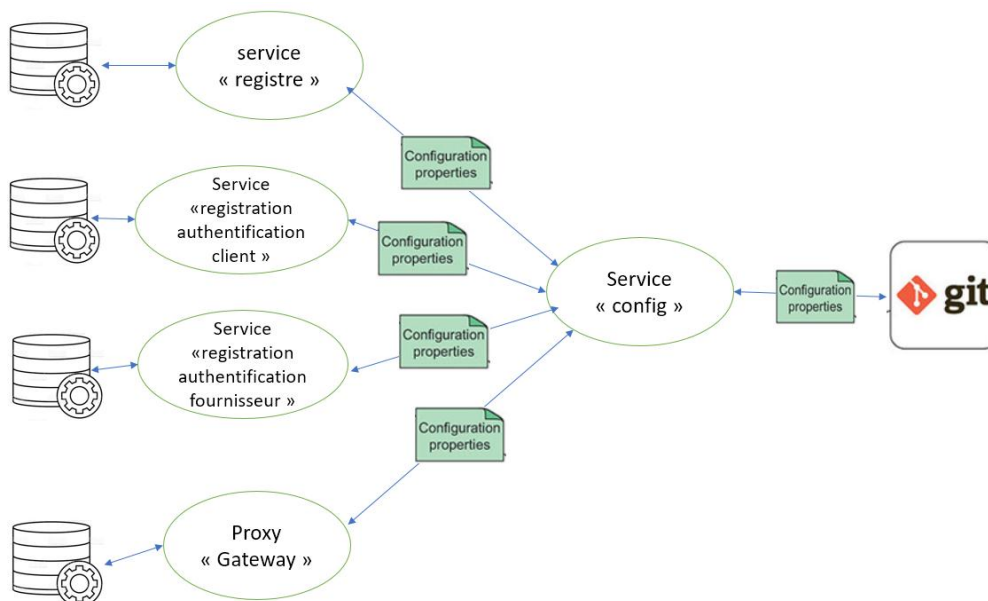 service
« registre »
Configuration
properties
Service
«registration
authentification
client »
Configuration
properties
Service
« config »
Configuration
properties
git
Service
«registration
authentification
fournisseur »
Configuration
properties
Configuration
properties
Proxy
« Gateway »